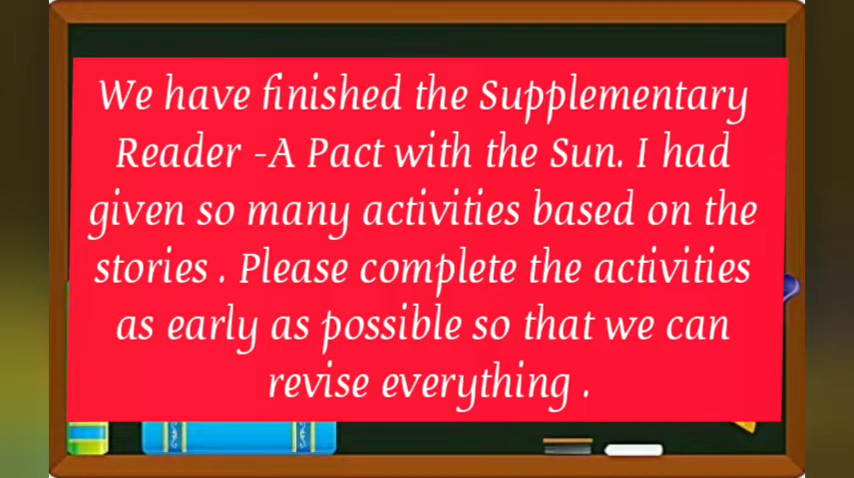 We have finished the Supplementary
Reader -A Pact with the Sun. I had
given so many activities based on the
stories . Please complete the activities
as early as possible so that we can
revise everything .